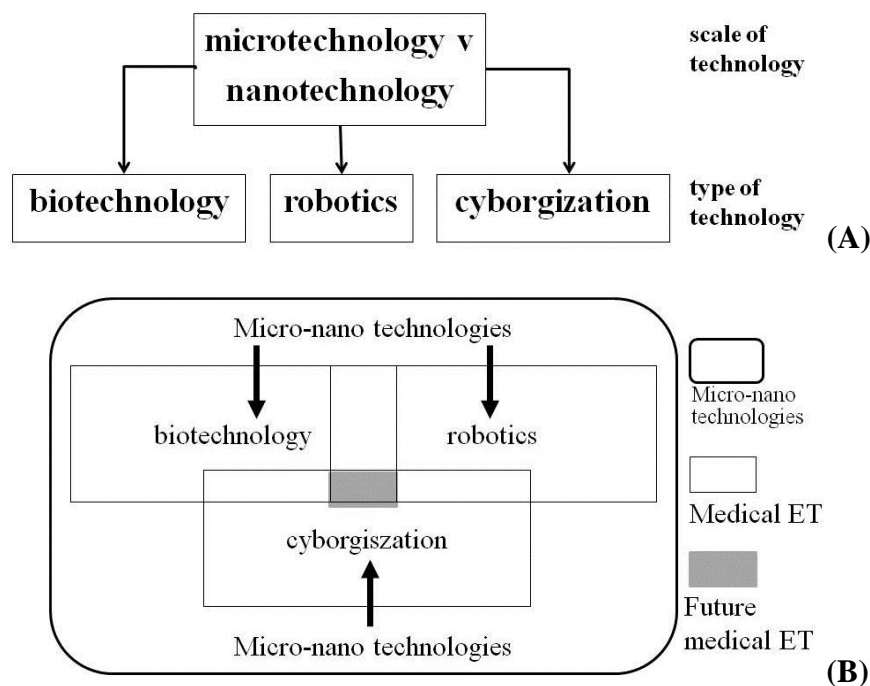 microtechnology v
nanotechnology
scale of
technology
biotechnology
robotics
cyborgization
type of
technology
(A)
Micro-nano technologies
biotechnology
robotics
cyborgiszation
Micro-nano technologies
Micro-nano
technologies
Medical ET
Future
medical ET
(B)